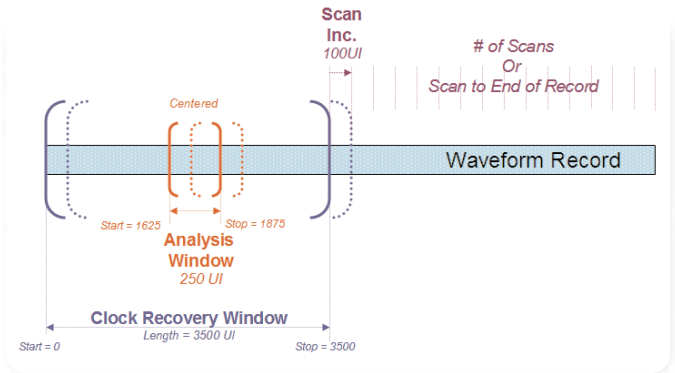 Scan
Inc.
100UI
# of Scans
Or
Scan to End of Record
Centered
Waveform Record
Start = 1625
Stop = 1875
Analysis
Window
250 UI
Clock Recovery Window
Length = 3500 UI
Start = 0
Stop = 3500